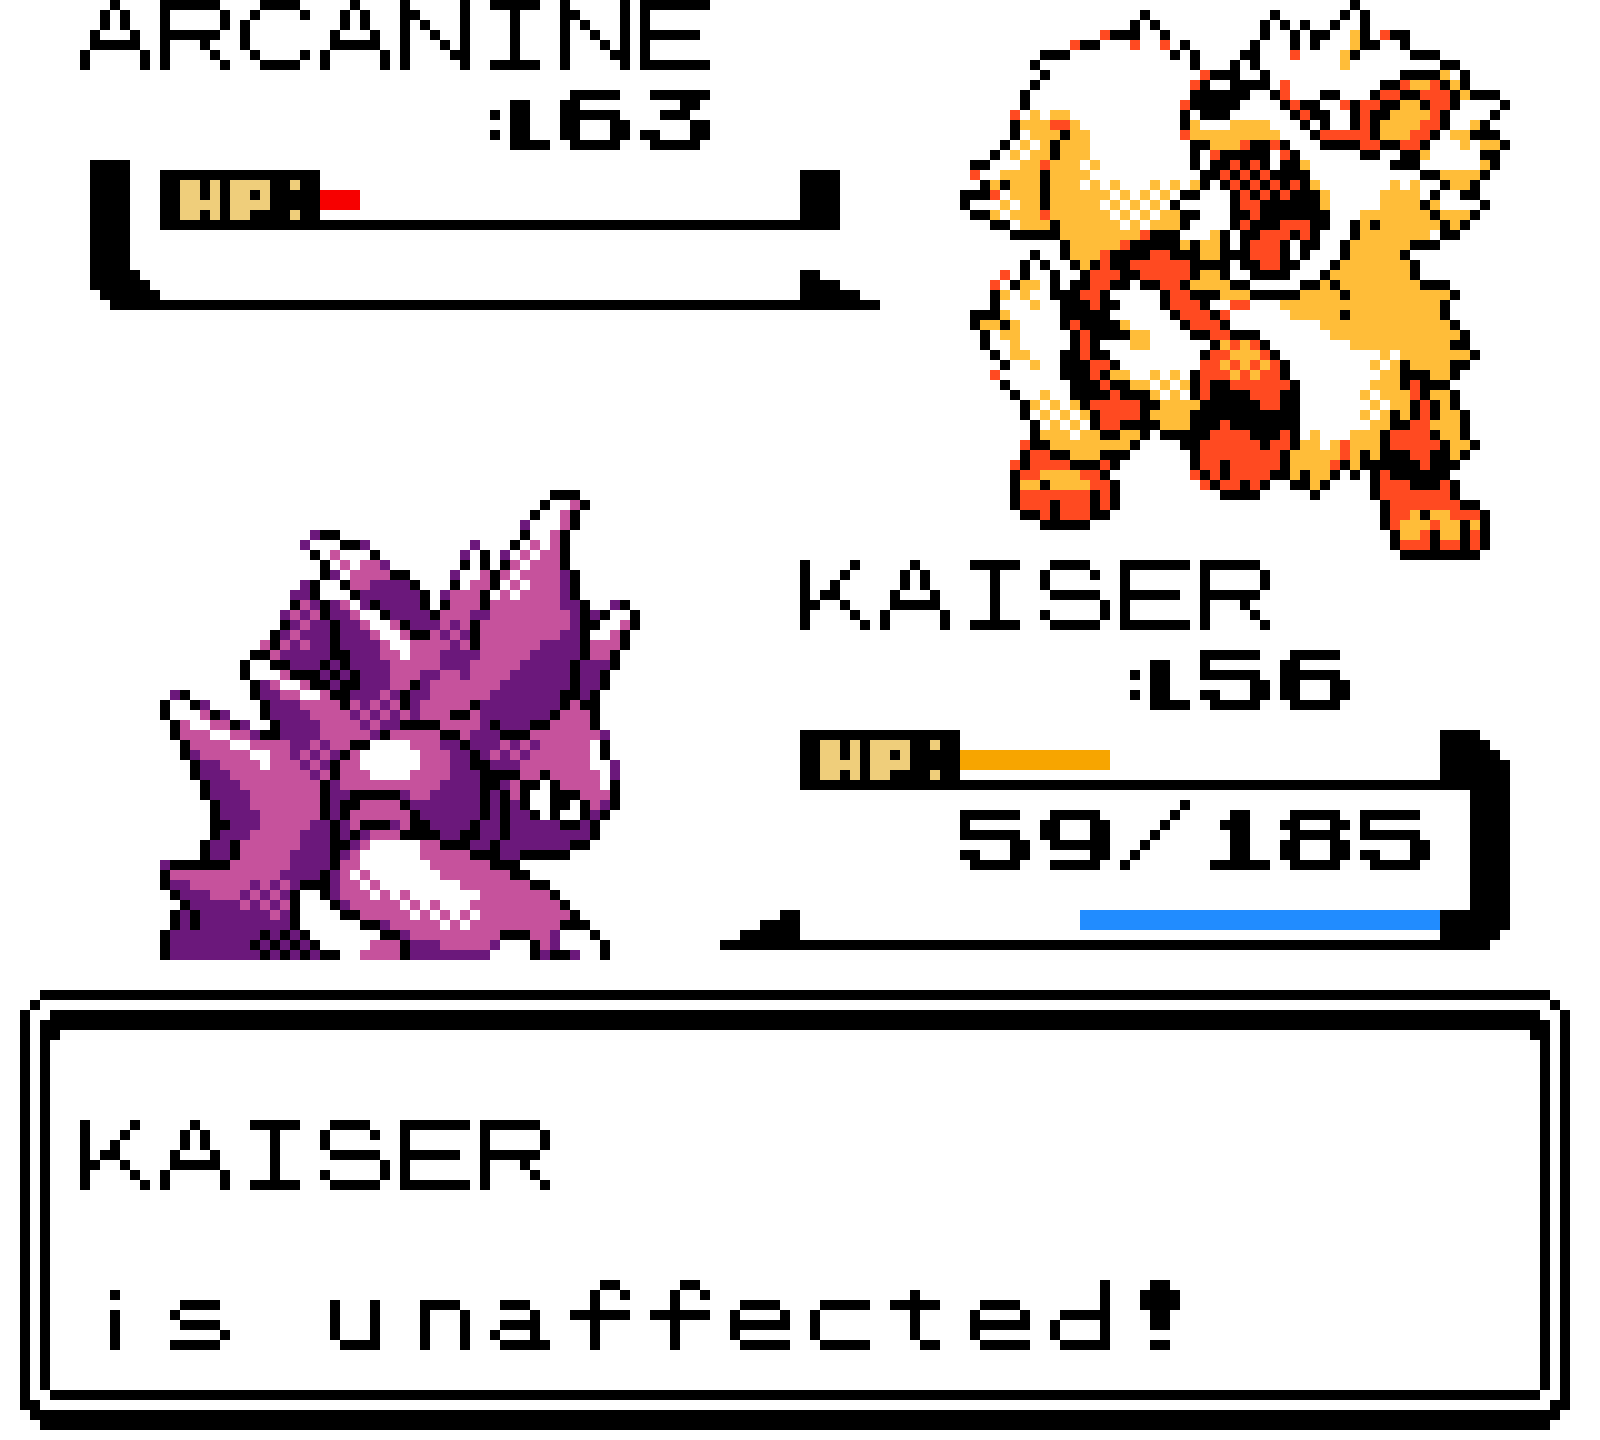 ARCANINE
:L63
HP:
KAISER
:L56
HP:
59/185
KAISER
is unaffected!